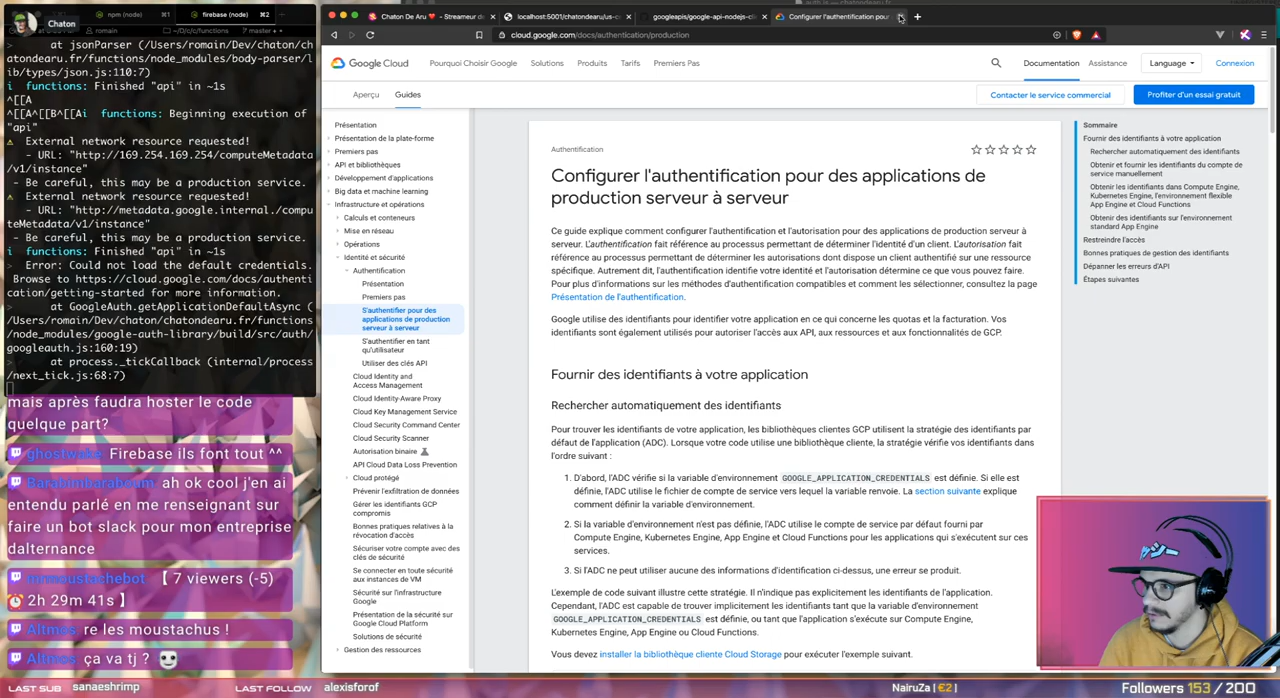 Chaton
npm (node) ⌘1
firebase (node) ⌘2
romain
~/D/c/c/functions
master
at jsonParser (/Users/romain/Dev/chaton/ch
atondearu.fr/functions/node_modules/body-parser/l
ib/types/json.js:110:7)
i functions: Finished "api" in ~1s
^[[A
^[[A^[[B^[[Ai functions: Beginning execution of
"api"
⚠ External network resource requested!
- URL: "http://169.254.169.254/computeMetadata
/v1/instance"
- Be careful, this may be a production service.
⚠ External network resource requested!
- URL: "http://metadata.google.internal./compu
teMetadata/v1/instance"
- Be careful, this may be a production service.
i functions: Finished "api" in ~1s
> Error: Could not load the default credentials.
Browse to https://cloud.google.com/docs/authenti
cation/getting-started for more information.
> at GoogleAuth.getApplicationDefaultAsync (
/Users/romain/Dev/chaton/chatondearu.fr/functions
/node_modules/google-auth-library/build/src/auth/
googleauth.js:160:19)
> at process._tickCallback (internal/process
/next_tick.js:68:7)
mais après faudra hoster le code
quelque part?
ghostwake: Firebase ils font tout ^^
Barabimbaraboum: ah ok cool j'en ai
entendu parlé en me renseignant sur
faire un bot slack pour mon entreprise
dalternance
mrmoustachebot 【 7 viewers (-5)
2h 29m 41s 】
Altmos: re les moustachus !
Altmos: ça va tj ?
LAST SUB sanaeshrimp
LAST FOLLOW alexisforof
NairuZa [ €2 ]
Followers 153 / 200
Chaton De Aru ❤ - Streameur de
localhost:5001/chatondearu/us-c
googleapis/google-api-nodejs-cli
Configurer l'authentification pour
cloud.google.com/docs/authentication/production
Google Cloud
Pourquoi Choisir Google
Solutions
Produits
Tarifs
Premiers Pas
Documentation
Assistance
Language
Connexion
Aperçu
Guides
Contacter le service commercial
Profiter d'un essai gratuit
Présentation
Présentation de la plate-forme
Premiers pas
API et bibliothèques
Développement d'applications
Big data et machine learning
Infrastructure et opérations
Calculs et conteneurs
Mise en réseau
Opérations
Identité et sécurité
Authentification
Présentation
Premiers pas
S'authentifier pour des
applications de production
serveur à serveur
S'authentifier en tant
qu'utilisateur
Utiliser des clés API
Cloud Identity and
Access Management
Cloud Identity-Aware Proxy
Cloud Key Management Service
Cloud Security Command Center
Cloud Security Scanner
Autorisation binaire
API Cloud Data Loss Prevention
Cloud protégé
Prévenir l'exfiltration de données
Gérer les identifiants GCP
compromis
Bonnes pratiques relatives à la
révocation d'accès
Sécuriser votre compte avec des
clés de sécurité
Se connecter en toute sécurité
aux instances de VM
Sécurité sur l'infrastructure
Google
Présentation de la sécurité sur
Google Cloud Platform
Solutions de sécurité
Gestion des ressources
Authentification
Configurer l'authentification pour des applications de
production serveur à serveur
Ce guide explique comment configurer l'authentification et l'autorisation pour des applications de production serveur à
serveur. L'authentification fait référence au processus permettant de déterminer l'identité d'un client. L'autorisation fait
référence au processus permettant de déterminer les autorisations dont dispose un client authentifié sur une ressource
spécifique. Autrement dit, l'authentification identifie votre identité et l'autorisation détermine ce que vous pouvez faire.
Pour plus d'informations sur les méthodes d'authentification compatibles et comment les sélectionner, consultez la page
Présentation de l'authentification.
Google utilise des identifiants pour identifier votre application en ce qui concerne les quotas et la facturation. Vos
identifiants sont également utilisés pour autoriser l'accès aux API, aux ressources et aux fonctionnalités de GCP.
Fournir des identifiants à votre application
Rechercher automatiquement des identifiants
Pour trouver les identifiants de votre application, les bibliothèques clientes GCP utilisent la stratégie des identifiants par
défaut de l'application (ADC). Lorsque votre code utilise une bibliothèque cliente, la stratégie vérifie vos identifiants dans
l'ordre suivant :
1. D'abord, l'ADC vérifie si la variable d'environnement GOOGLE_APPLICATION_CREDENTIALS est définie. Si elle est
définie, l'ADC utilise le fichier de compte de service vers lequel la variable renvoie. La section suivante explique
comment définir la variable d'environnement.
2. Si la variable d'environnement n'est pas définie, l'ADC utilise le compte de service par défaut fourni par
Compute Engine, Kubernetes Engine, App Engine et Cloud Functions pour les applications qui s'exécutent sur ces
services.
3. Si l'ADC ne peut utiliser aucune des informations d'identification ci-dessus, une erreur se produit.
L'exemple de code suivant illustre cette stratégie. Il n'indique pas explicitement les identifiants de l'application.
Cependant, l'ADC est capable de trouver implicitement les identifiants tant que la variable d'environnement
GOOGLE_APPLICATION_CREDENTIALS est définie, ou tant que l'application s'exécute sur Compute Engine,
Kubernetes Engine, App Engine ou Cloud Functions.
Vous devez installer la bibliothèque cliente Cloud Storage pour exécuter l'exemple suivant.
Sommaire
Fournir des identifiants à votre application
Rechercher automatiquement des identifiants
Obtenir et fournir les identifiants du compte de
service manuellement
Obtenir les identifiants dans Compute Engine,
Kubernetes Engine, l'environnement flexible
App Engine et Cloud Functions
Obtenir des identifiants sur l'environnement
standard App Engine
Restreindre l'accès
Bonnes pratiques de gestion des identifiants
Dépanner les erreurs d'API
Étapes suivantes